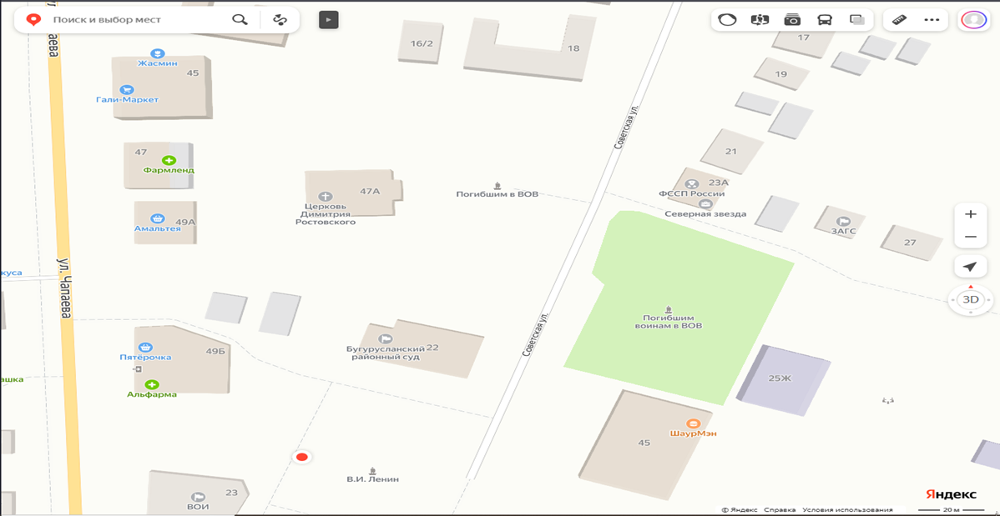 Поиск и выбор мест
Чапаева
Жасмин
45
Гали-Маркет
16/2
18
17
19
Советская ул.
47
Фармленд
21
47А
Церковь
Димитрия
Ростовского
Погибшим в ВОВ
23А
ФССП России
Северная звезда
49А
Амальтея
ЗАГС
27
куса
ул. Чапаева
3D
Погибшим
воинам в ВОВ
Советская ул.
Бугурусланский 22
районный суд
49Б
Пятёрочка
ашка
Альфарма
25Ж
ШаурМэн
45
В.И. Ленин
23
ВОИ
Яндекс
© Яндекс Справка Условия использования
20 м